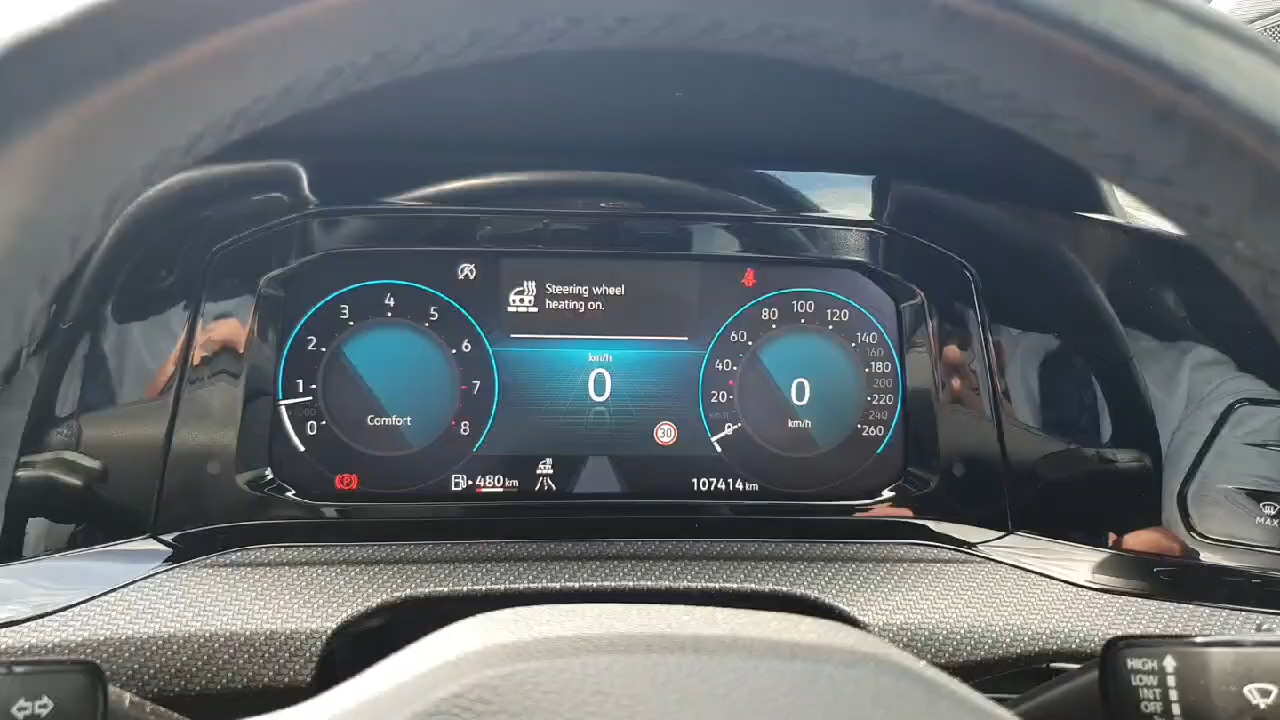 Steering wheel
heating on.
0
1
2
3
4
5
6
7
8
Comfort
km/h
0
30
0
20
40
60
80
100
120
140
160
180
200
220
240
260
0
km/h
P
480 km
107414 km
MAX
HIGH
LOW
INT
OFF